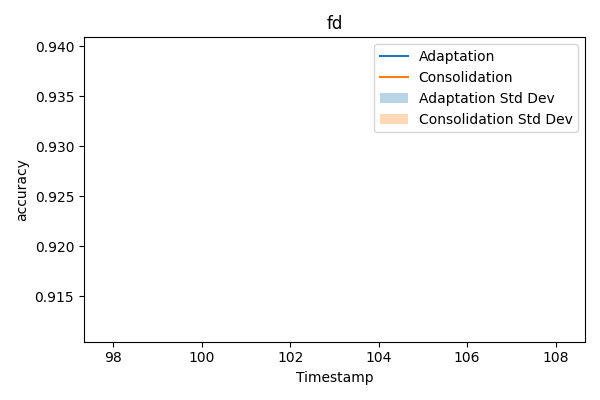 fd
0.940
0.935
0.930
0.925
0.920
0.915
accuracy
Adaptation
Consolidation
Adaptation Std Dev
Consolidation Std Dev
98 100 102 104 106 108
Timestamp